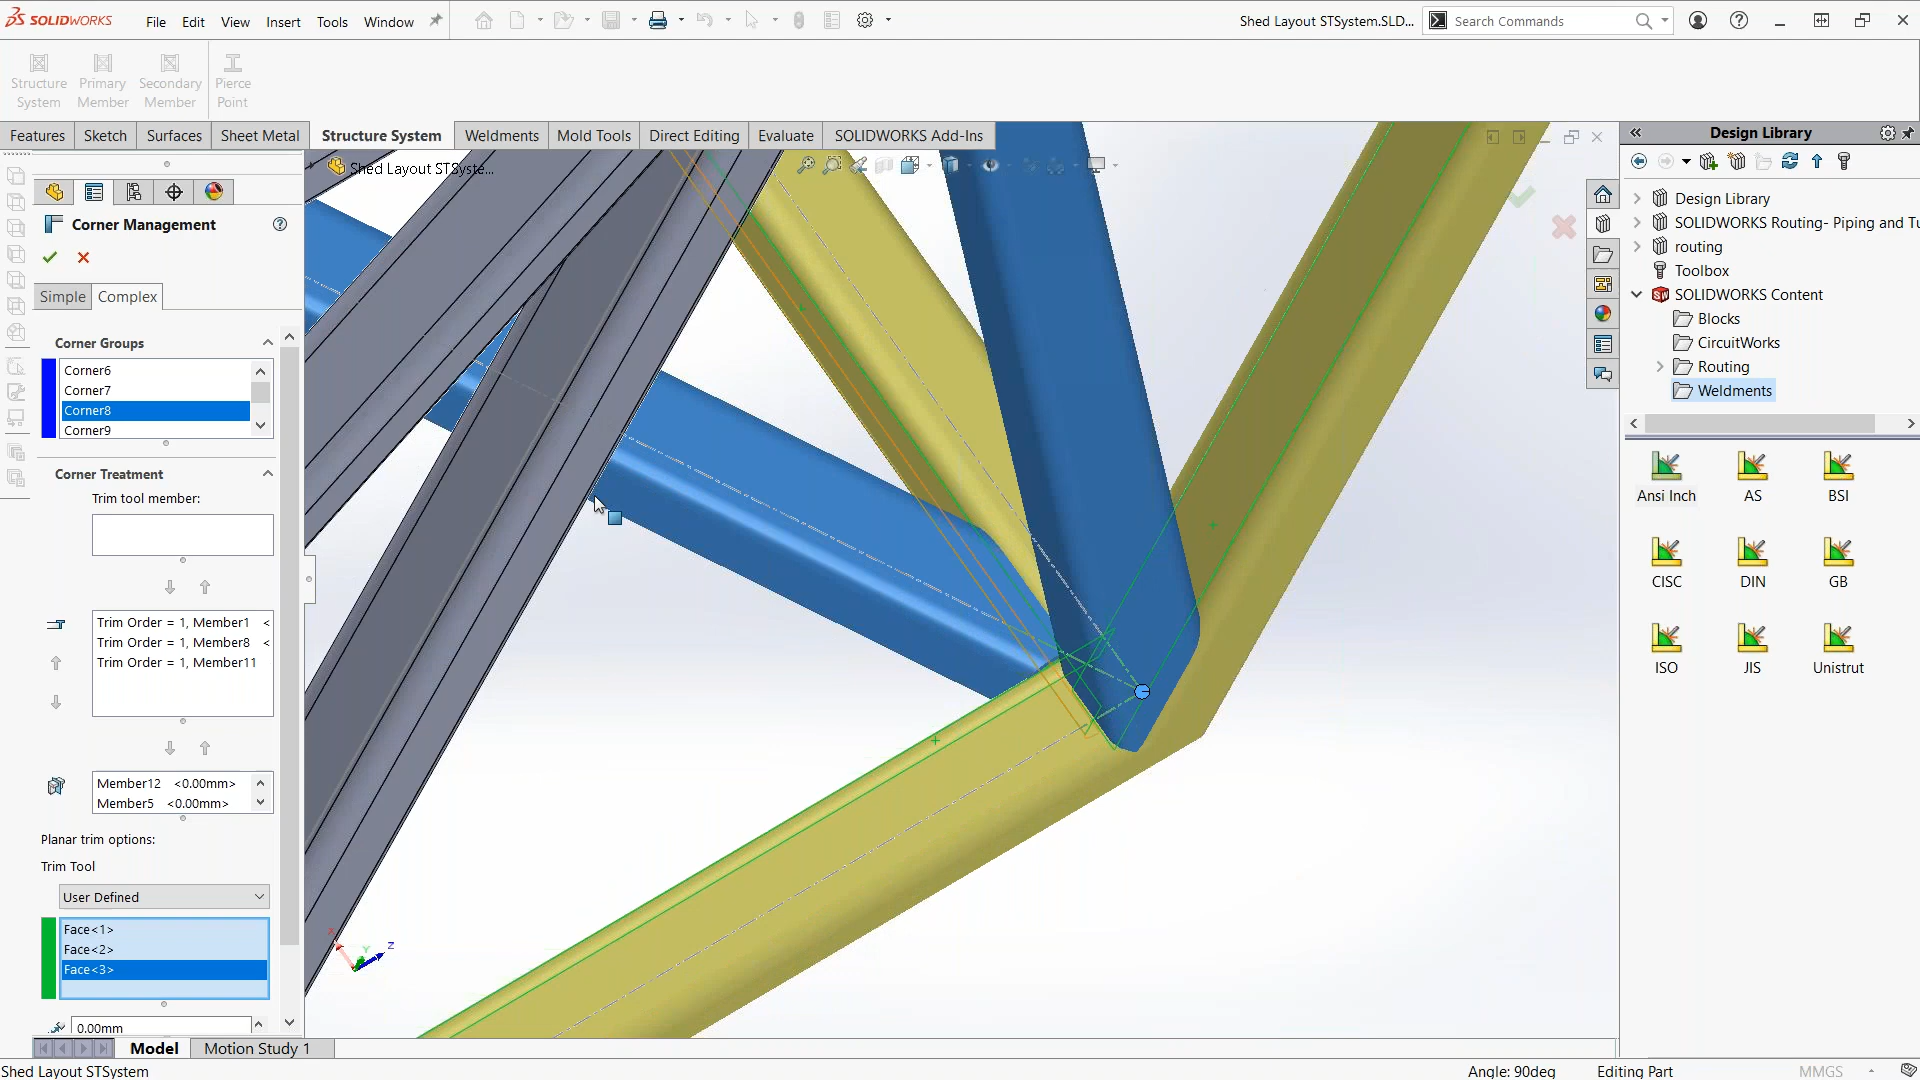 SOLIDWORKS File Edit View Insert Tools Window Shed Layout STSystem.SLD... Search Commands
Structure System
Primary Member
Secondary Member
Pierce Point
Features Sketch Surfaces Sheet Metal Structure System Weldments Mold Tools Direct Editing Evaluate SOLIDWORKS Add-Ins
Design Library
Shed Layout STSyste...
Corner Management
Simple Complex
Corner Groups
Corner6
Corner7
Corner8
Corner9
Corner Treatment
Trim tool member:
Trim Order = 1, Member1 <
Trim Order = 1, Member8 <
Trim Order = 1, Member11
Member12 <0.00mm>
Member5 <0.00mm>
Planar trim options:
Trim Tool
User Defined
Face<1>
Face<2>
Face<3>
0.00mm
X Y Z
Design Library
SOLIDWORKS Routing- Piping and Tu
routing
Toolbox
SOLIDWORKS Content
Blocks
CircuitWorks
Routing
Weldments
Ansi Inch AS BSI
CISC DIN GB
ISO JIS Unistrut
Model Motion Study 1
Shed Layout STSystem Angle: 90deg Editing Part MMGS